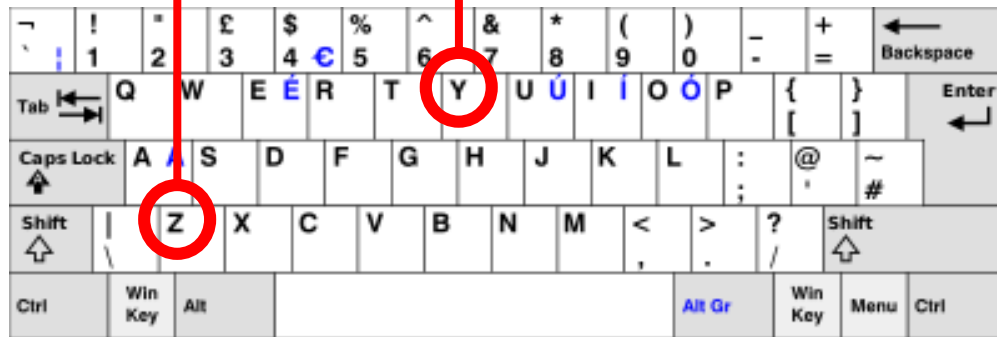 ¬ ! " £ $ % ^ & * ( ) _ + Backspace
` ¦ 1 2 3 4 € 5 6 7 8 9 0 - =
Tab Q W E É R T Y U Ú I Í O Ó P { [ } ] Enter
Caps Lock A Á S D F G H J K L : ; @ ' ~ #
Shift | \ Z X C V B N M < , > . ? / Shift
Ctrl Win Key Alt Alt Gr Win Key Menu Ctrl